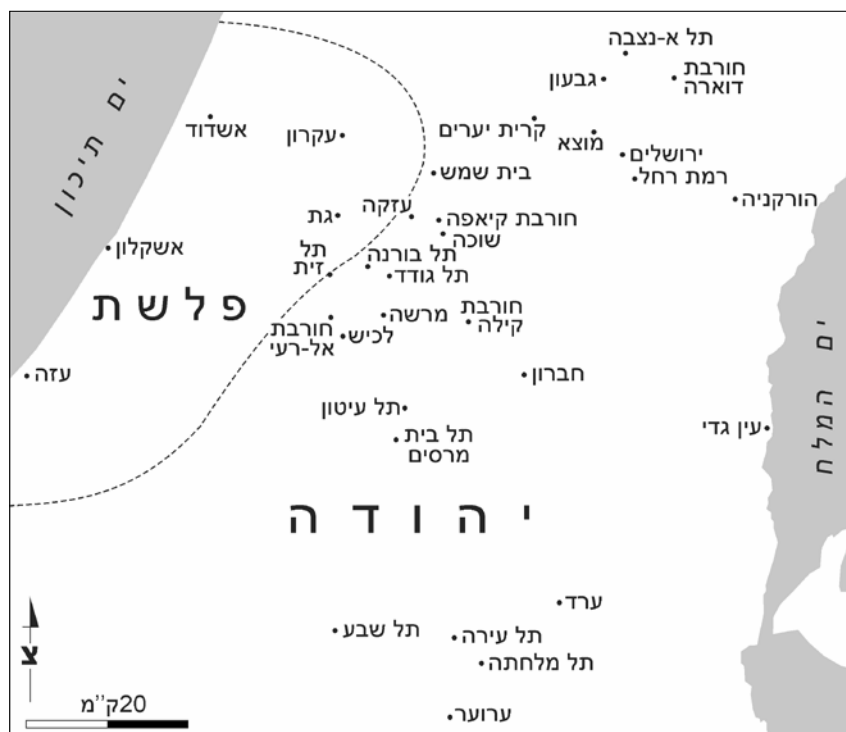 תל א-נצבה
חורבת
דוארה
גבעון
ים תיכון
אשדוד
עקרון
קרית יערים
מוצא
ירושלים
רמת רחל
בית שמש
הורקניה
עזקה
גת
חורבת קיאפה
שוכה
אשקלון
תל
זית
תל בורנה
תל גודד
פלשת
חורבת
קילה
מרשה
חורבת
אל-רעי
לכיש
ים המלח
עזה
חברון
תל עיטון
עין גדי
תל בית
מרסים
יהודה
ערד
תל שבע
תל עירה
תל מלחתה
צ
20ק"מ
ערוער